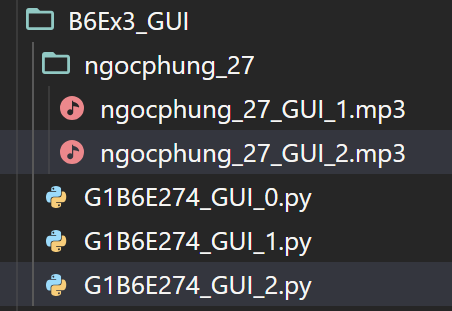 B6Ex3_GUI
ngocphung_27
ngocphung_27_GUI_1.mp3
ngocphung_27_GUI_2.mp3
G1B6E274_GUI_0.py
G1B6E274_GUI_1.py
G1B6E274_GUI_2.py